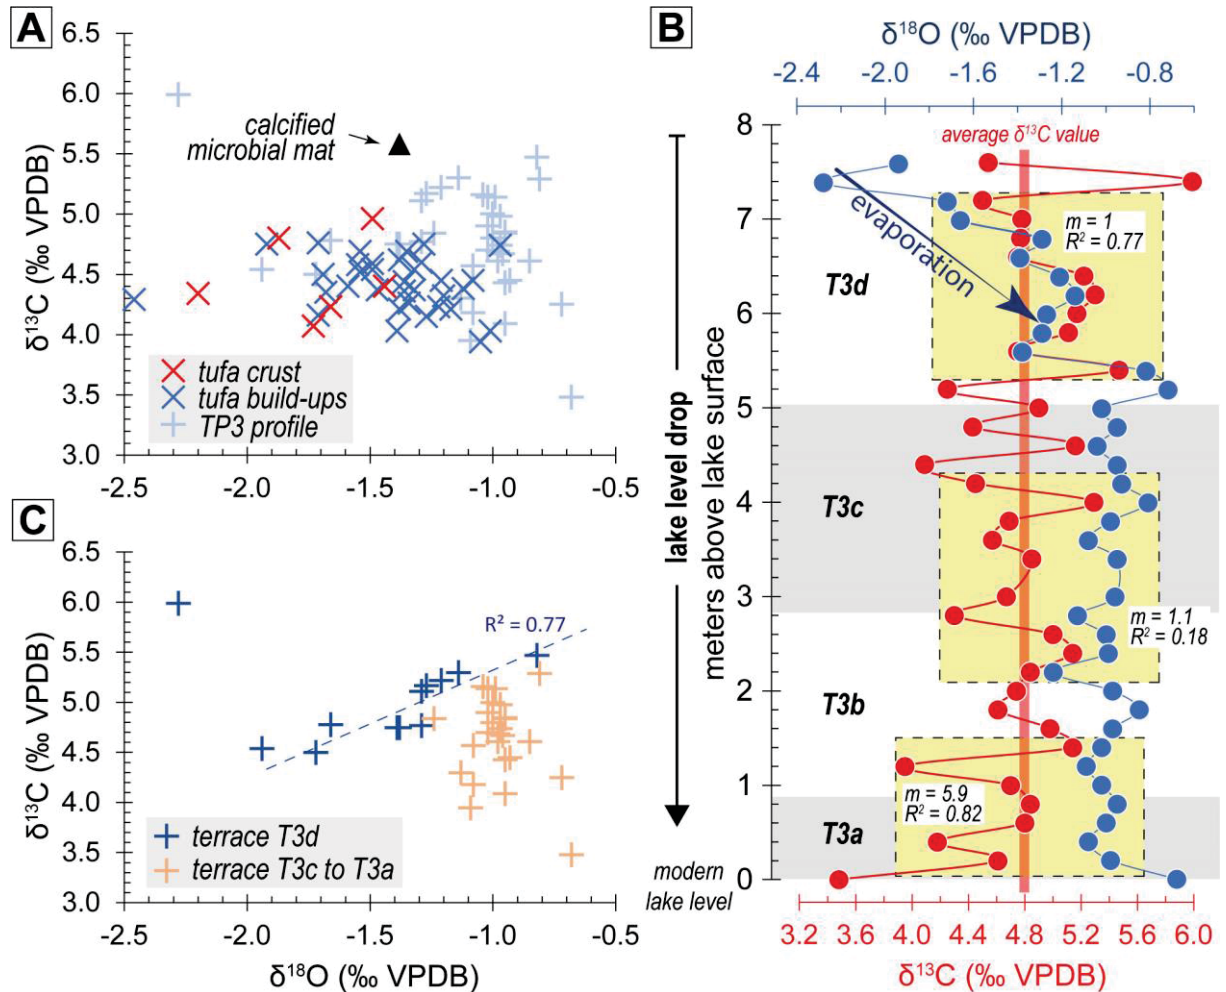 A
6.5
6.0
5.5
5.0
4.5
4.0
3.5
3.0
δ¹³C (‰ VPDB)
calcified
microbial mat
tufa crust
tufa build-ups
TP3 profile
-2.5
-2.0
-1.5
-1.0
-0.5
C
6.5
6.0
5.5
5.0
4.5
4.0
3.5
3.0
δ¹³C (‰ VPDB)
R² = 0.77
terrace T3d
terrace T3c to T3a
-2.5
-2.0
-1.5
-1.0
-0.5
δ¹⁸O (‰ VPDB)
B
δ¹⁸O (‰ VPDB)
-2.4
-2.0
-1.6
-1.2
-0.8
average δ¹³C value
lake level drop
modern
lake level
meters above lake surface
8
7
6
5
4
3
2
1
0
evaporation
m = 1
R² = 0.77
T3d
T3c
m = 1.1
R² = 0.18
T3b
m = 5.9
R² = 0.82
T3a
3.2
3.6
4.0
4.4
4.8
5.2
5.6
6.0
δ¹³C (‰ VPDB)